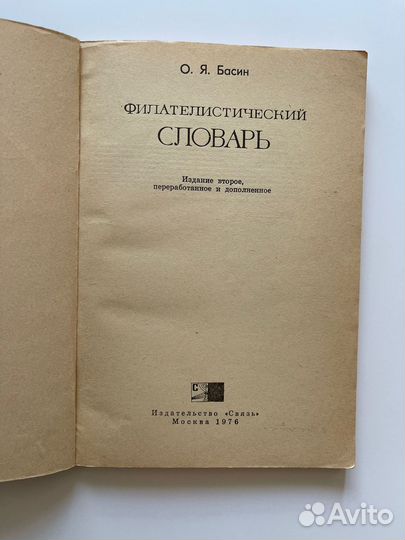 О. Я. Басин
ФИЛАТЕЛИСТИЧЕСКИЙ
СЛОВАРЬ
Издание второе,
переработанное и дополненное
С
Издательство «Связь»
Москва 1976
Avito